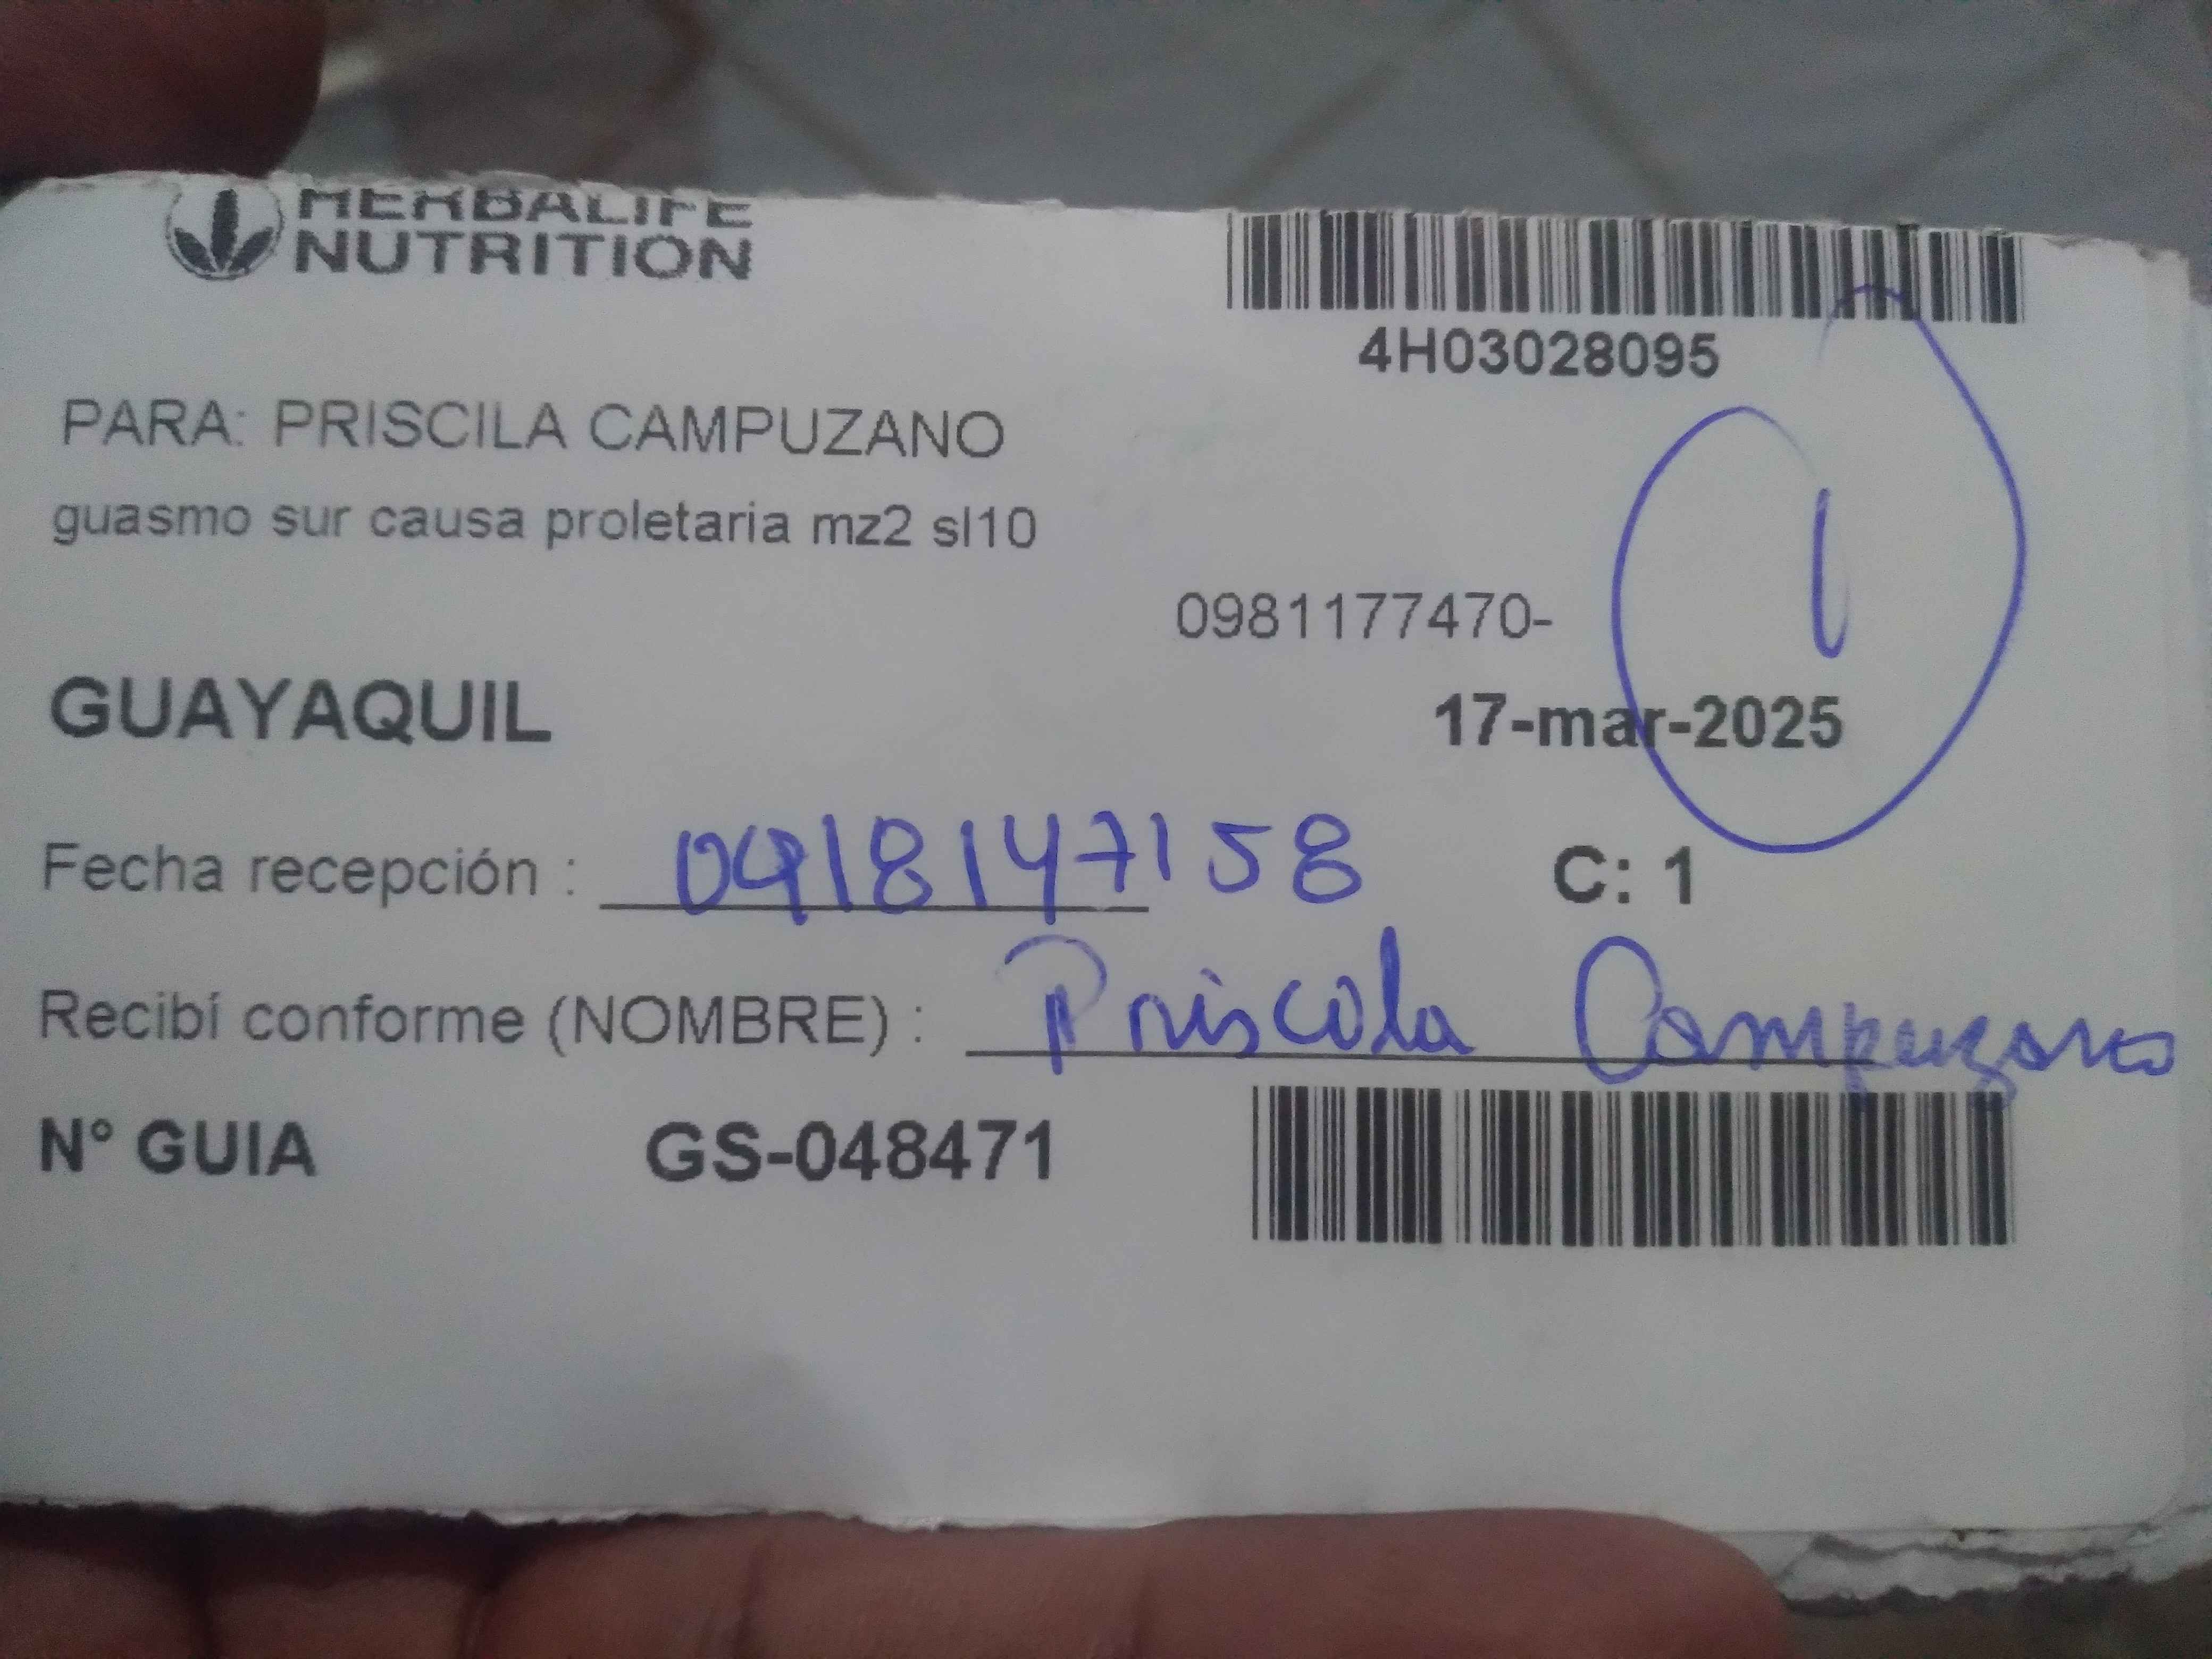 HERBALIFE
NUTRITION
4H03028095
PARA: PRISCILA CAMPUZANO
guasmo sur causa proletaria mz2 sl10
0981177470-
1
GUAYAQUIL 17-mar-2025
Fecha recepción : 0918147158 C: 1
Recibí conforme (NOMBRE) : Priscila Campuzano
N° GUIA GS-048471